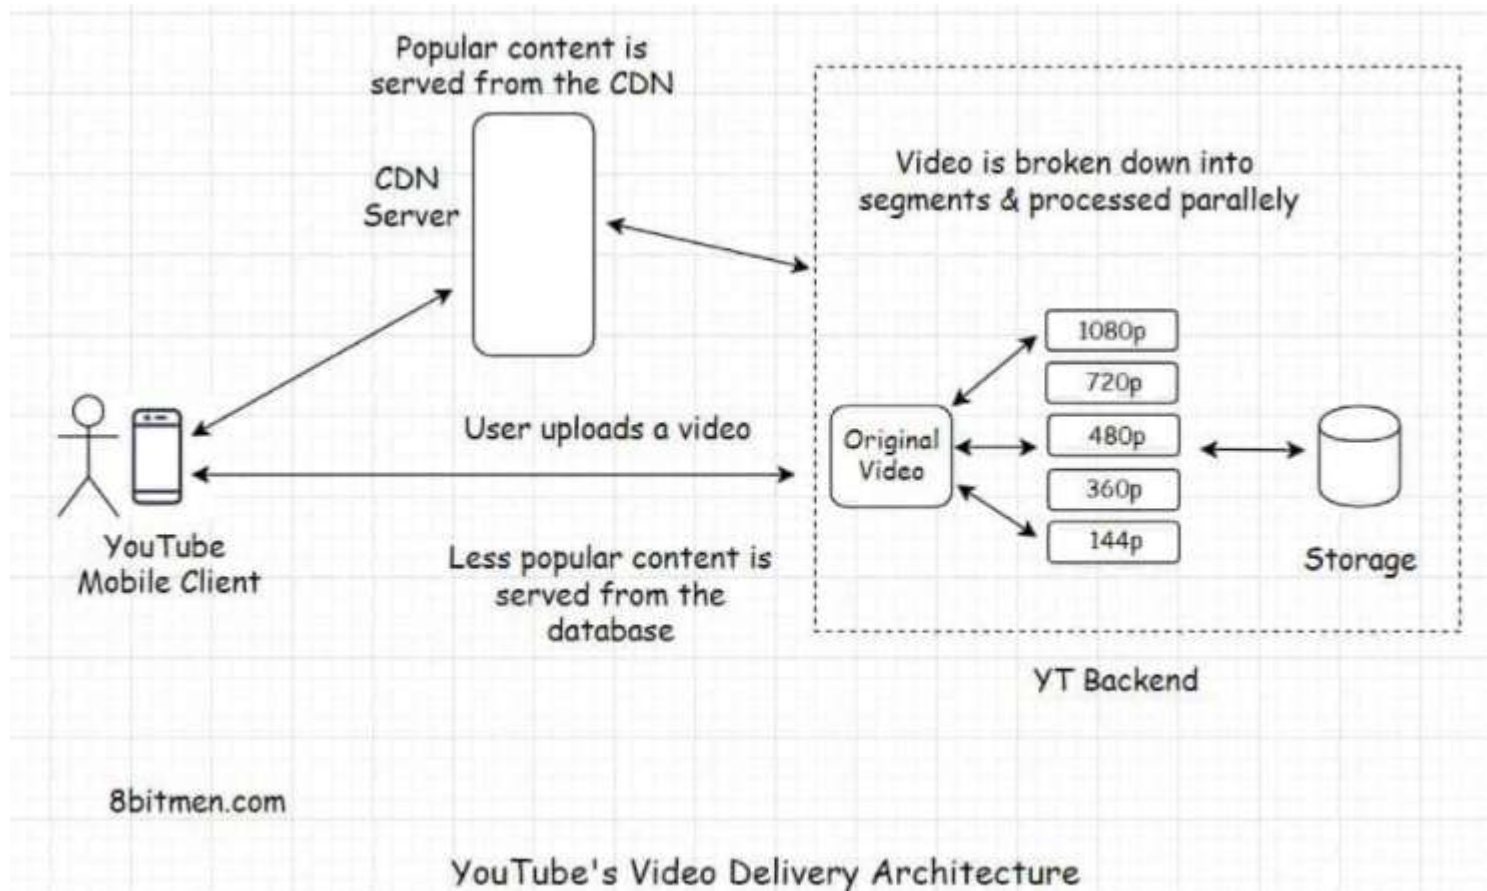 Popular content is
served from the CDN
CDN
Server
Video is broken down into
segments & processed parallely
1080p
720p
480p
360p
144p
Original
Video
User uploads a video
YouTube
Mobile Client
Less popular content is
served from the
database
Storage
YT Backend
8bitmen.com
YouTube's Video Delivery Architecture